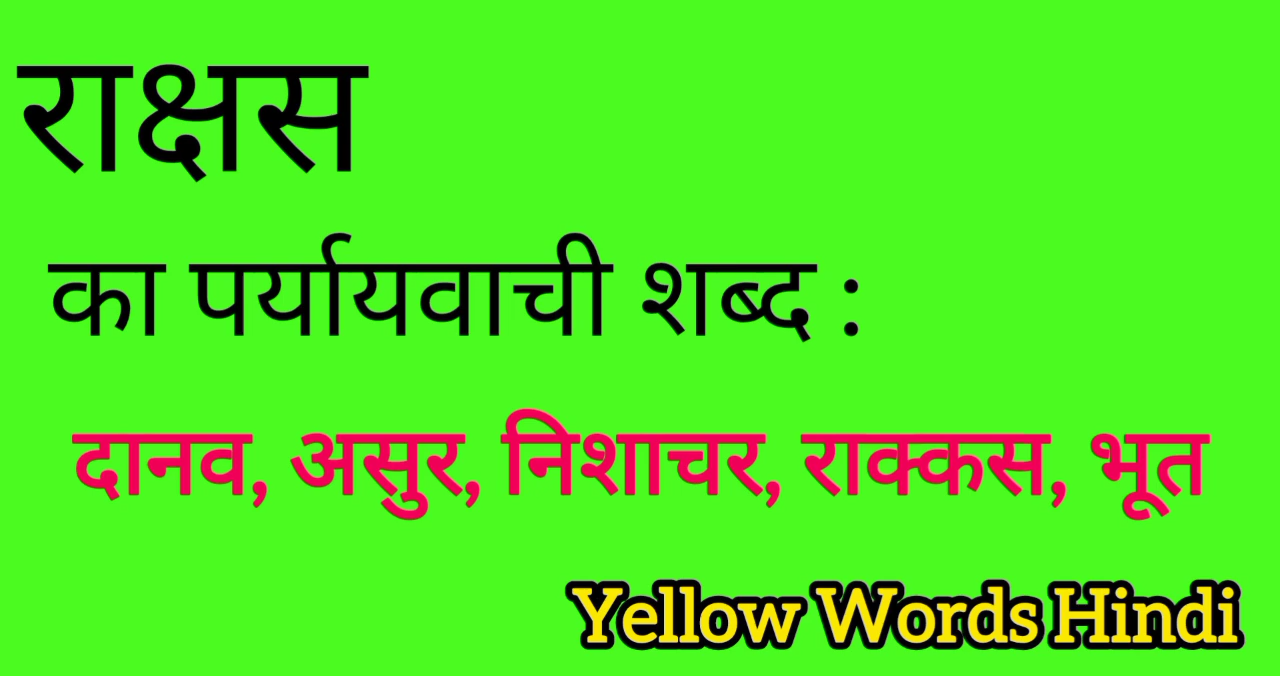 राक्षस
का पर्यायवाची शब्द :
दानव, असुर, निशाचर, राक्कस, भूत
Yellow Words Hindi